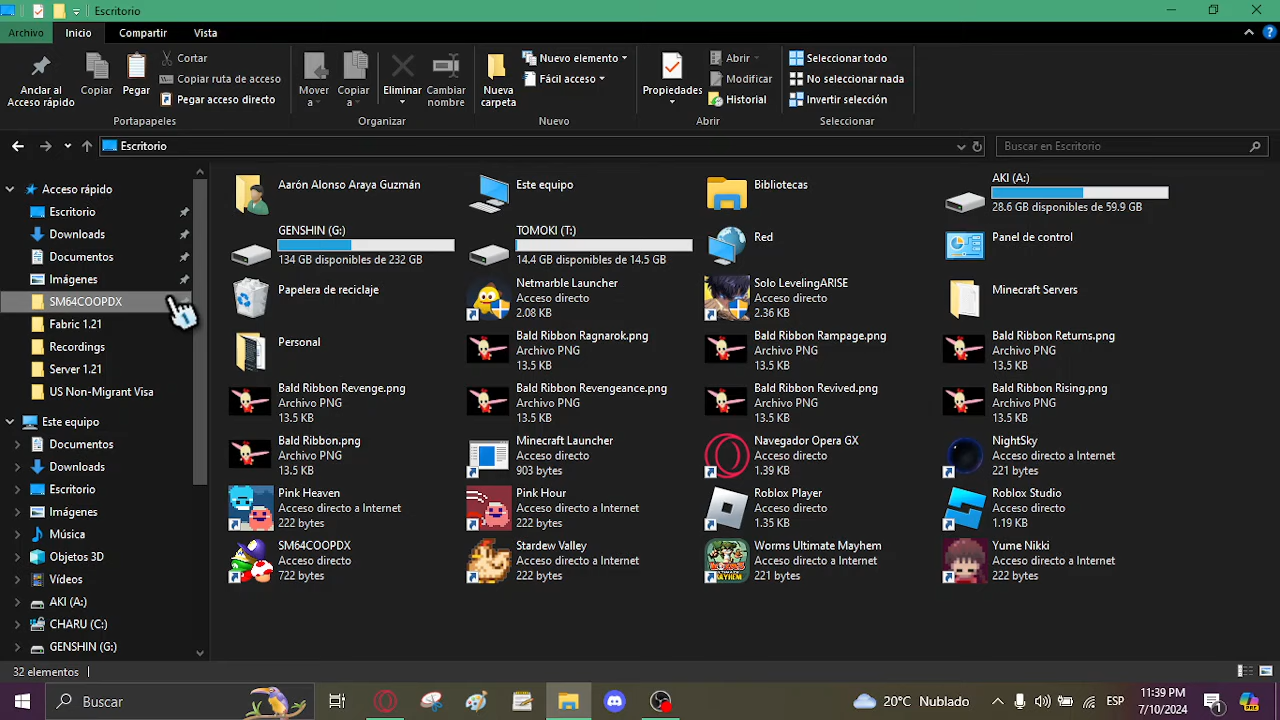 Escritorio
Archivo Inicio Compartir Vista
Andar al Acceso rápido
Copiar
Pegar
Cortar
Copiar ruta de acceso
Pegar acceso directo
Portapapeles
Mover a
Copiar a
Eliminar
Cambiar nombre
Organizar
Nueva carpeta
Nuevo elemento
Fácil acceso
Nuevo
Propiedades
Abrir
Modificar
Historial
Abrir
Seleccionar todo
No seleccionar nada
Invertir selección
Seleccionar
Escritorio
Buscar en Escritorio
Acceso rápido
Escritorio
Downloads
Documentos
Imágenes
SM64COOPDX
Fabric 1.21
Recordings
Server 1.21
US Non-Migrant Visa
Este equipo
Documentos
Downloads
Escritorio
Imágenes
Música
Objetos 3D
Vídeos
AKI (A:)
CHARU (C:)
GENSHIN (G:)
Aarón Alonso Araya Guzmán
Este equipo
Bibliotecas
AKI (A:)
28.6 GB disponibles de 59.9 GB
GENSHIN (G:)
134 GB disponibles de 232 GB
TOMOKI (T:)
14.4 GB disponibles de 14.5 GB
Red
Panel de control
Papelera de reciclaje
Netmarble Launcher
Acceso directo
2.08 KB
Solo LevelingARISE
Acceso directo
2.36 KB
Minecraft Servers
Personal
Bald Ribbon Ragnarok.png
Archivo PNG
13.5 KB
Bald Ribbon Rampage.png
Archivo PNG
13.5 KB
Bald Ribbon Returns.png
Archivo PNG
13.5 KB
Bald Ribbon Revenge.png
Archivo PNG
13.5 KB
Bald Ribbon Revengeance.png
Archivo PNG
13.5 KB
Bald Ribbon Revived.png
Archivo PNG
13.5 KB
Bald Ribbon Rising.png
Archivo PNG
13.5 KB
Bald Ribbon.png
Archivo PNG
13.5 KB
Minecraft Launcher
Acceso directo
903 bytes
Navegador Opera GX
Acceso directo
1.39 KB
NightSky
Acceso directo a Internet
221 bytes
Pink Heaven
Acceso directo a Internet
222 bytes
Pink Hour
Acceso directo a Internet
222 bytes
Roblox Player
Acceso directo
1.35 KB
Roblox Studio
Acceso directo
1.19 KB
SM64COOPDX
Acceso directo
722 bytes
Stardew Valley
Acceso directo a Internet
222 bytes
Worms Ultimate Mayhem
Acceso directo a Internet
221 bytes
Yume Nikki
Acceso directo a Internet
222 bytes
32 elementos
Buscar
20°C Nublado
ESP
11:39 PM
7/10/2024
1
PRE